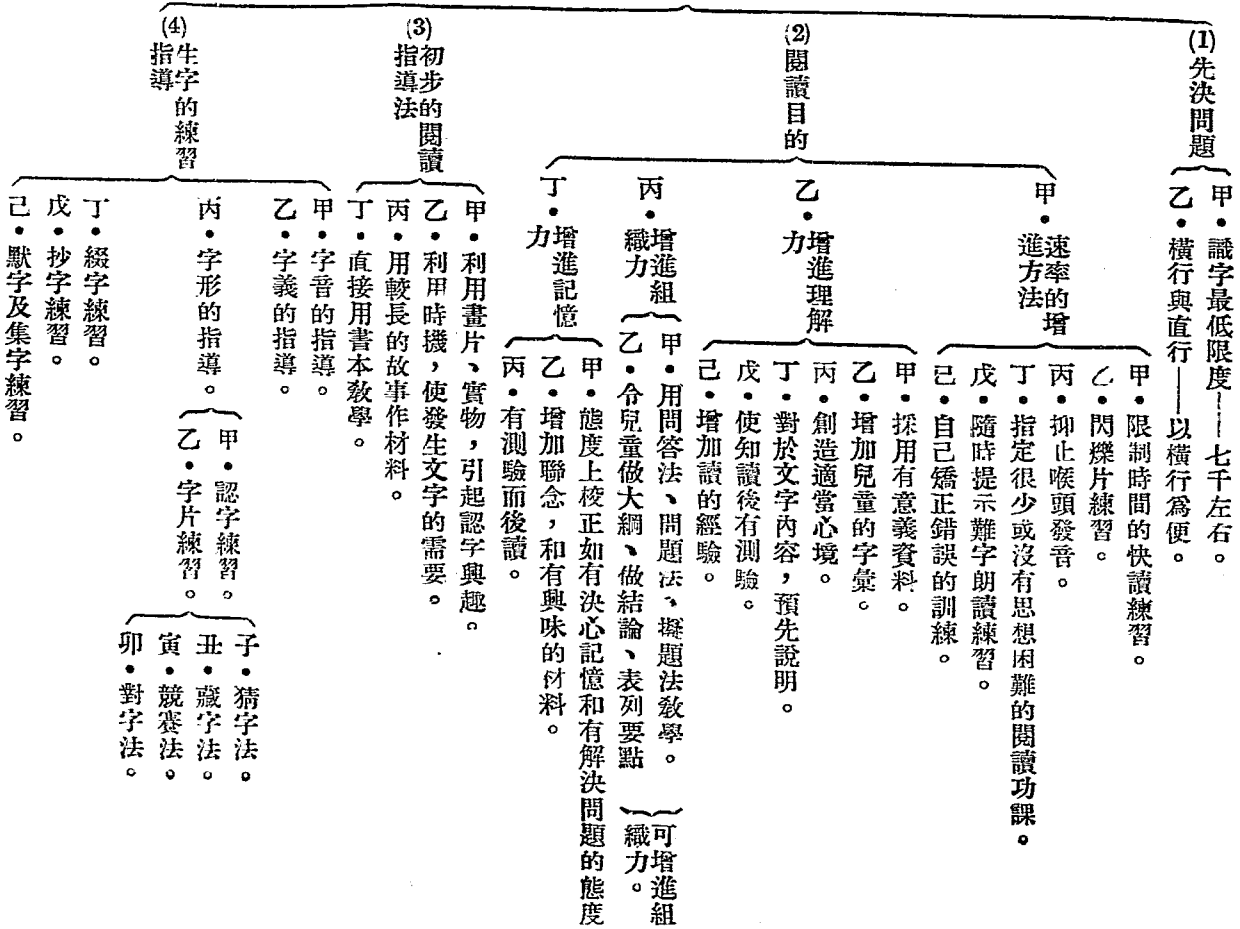 (1)先決問題
甲・識字最低限度——七千左右。
乙・橫行與直行——以橫行爲便。
(2)閱讀目的
甲・速率的增進方法
甲・限制時間的快讀練習。
乙・閃爍片練習。
丙・抑止喉頭發音。
丁・指定很少或沒有思想困難的閱讀功課。
戊・隨時提示難字朗讀練習。
己・自己矯正錯誤的訓練。
乙・增進理解力
甲・採用有意義資料。
乙・增加兒童的字彙。
丙・創造適當心境。
丁・對於文字內容，預先說明。
戊・使知讀後有測驗。
己・增加讀的經驗。
丙・增進組織力
甲・用問答法、問題法、擬題法敎學。
乙・令兒童做大綱、做結論、表列要點
可增進組織力。
丁・增進記憶力
甲・態度上校正如有決心記憶和有解決問題的態度
乙・增加聯念，和有興味的材料。
丙・有測驗而後讀。
(3)初步的閱讀指導法
甲・利用畫片、實物，引起認字興趣。
乙・利用時機，使發生文字的需要。
丙・用較長的故事作材料。
丁・直接用書本敎學。
(4)生字的練習指導
甲・字音的指導。
乙・字義的指導。
丙・字形的指導。
甲・認字練習。
乙・字片練習。
子・猜字法。
丑・藏字法。
寅・競賽法。
卯・對字法。
丁・綴字練習。
戊・抄字練習。
己・默字及集字練習。